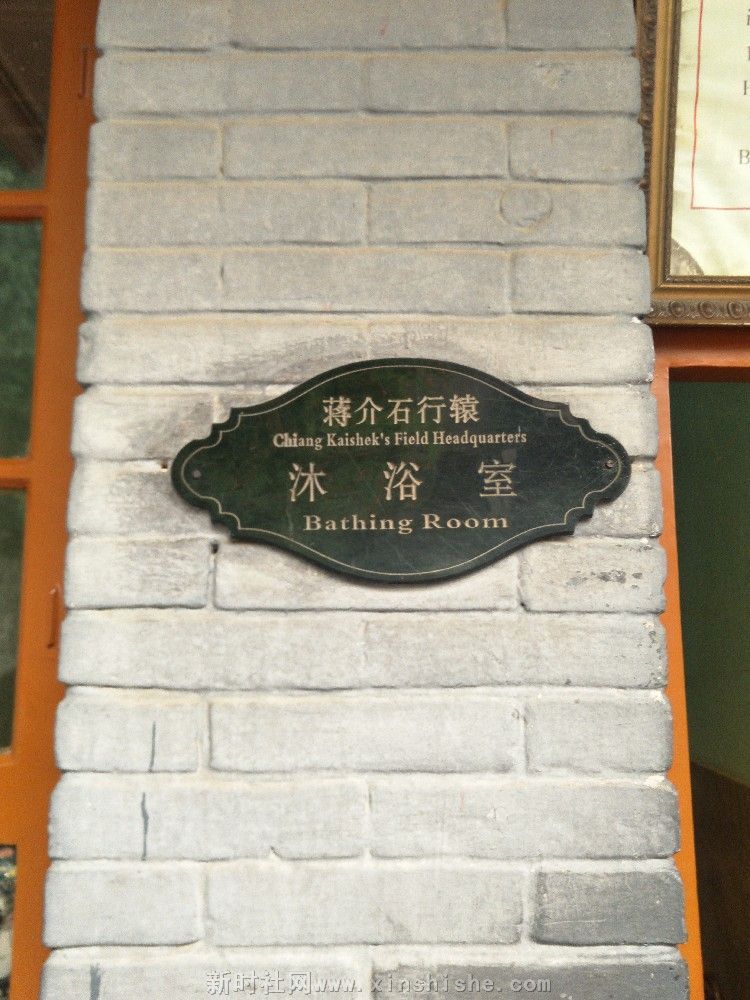 蒋介石行辕
Chiang Kaishek's Field Headquarters
沐浴室
Bathing Room
新时社网www.xinshishe.com